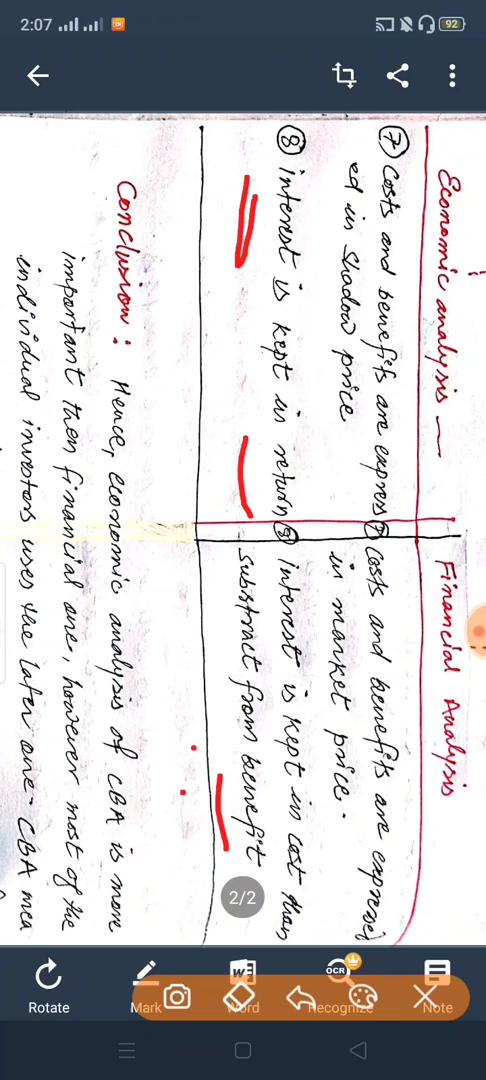 2:07
92
Economic analysis —
Financial Analysis
⑦ Costs and benefits are express
ed in Shadow price
⑦ Costs and benefits are expressed
in market price.
⑧ interest is kept in return
⑧ interest is kept in cost than
substract from benefit
Conclusion : Hence, economic analysis of CBA is more
important then financial one, however most of the
individual investors uses the later one. CBA mea
2/2
Rotate
Mark
Word
Recognize
Note
W
OCR